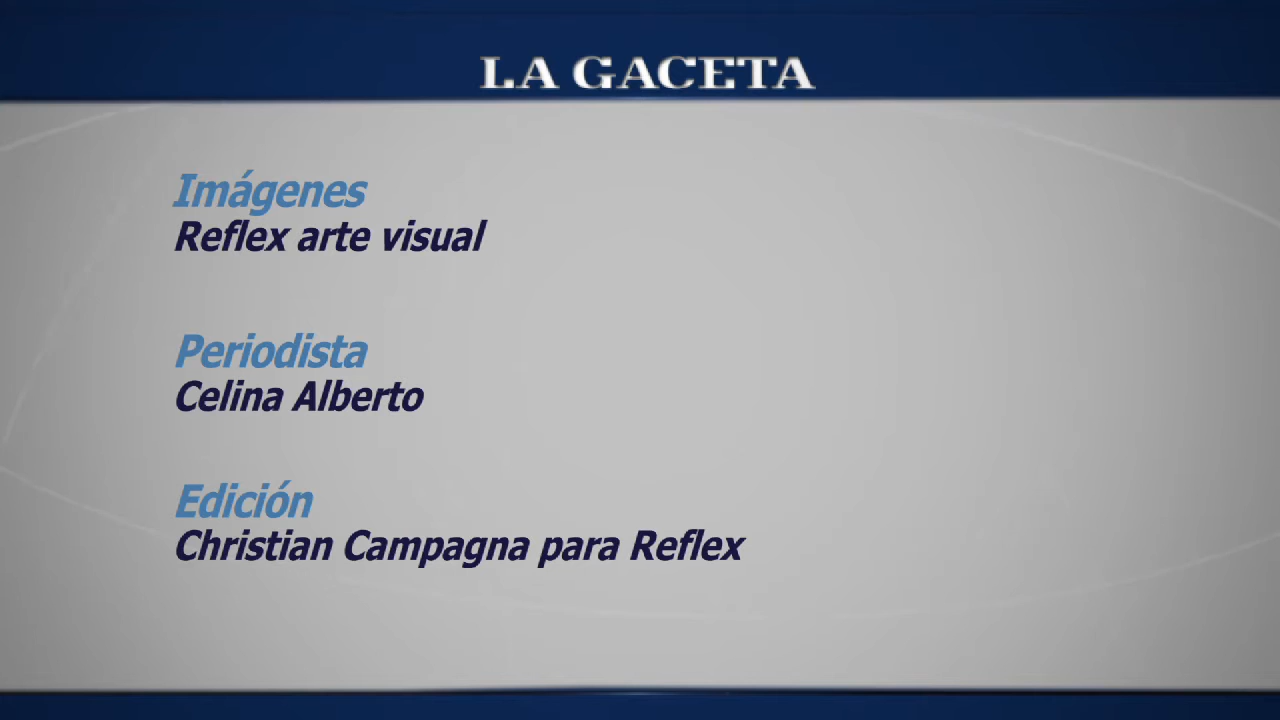 LA GACETA
Imágenes
Reflex arte visual
Periodista
Celina Alberto
Edición
Christian Campagna para Reflex